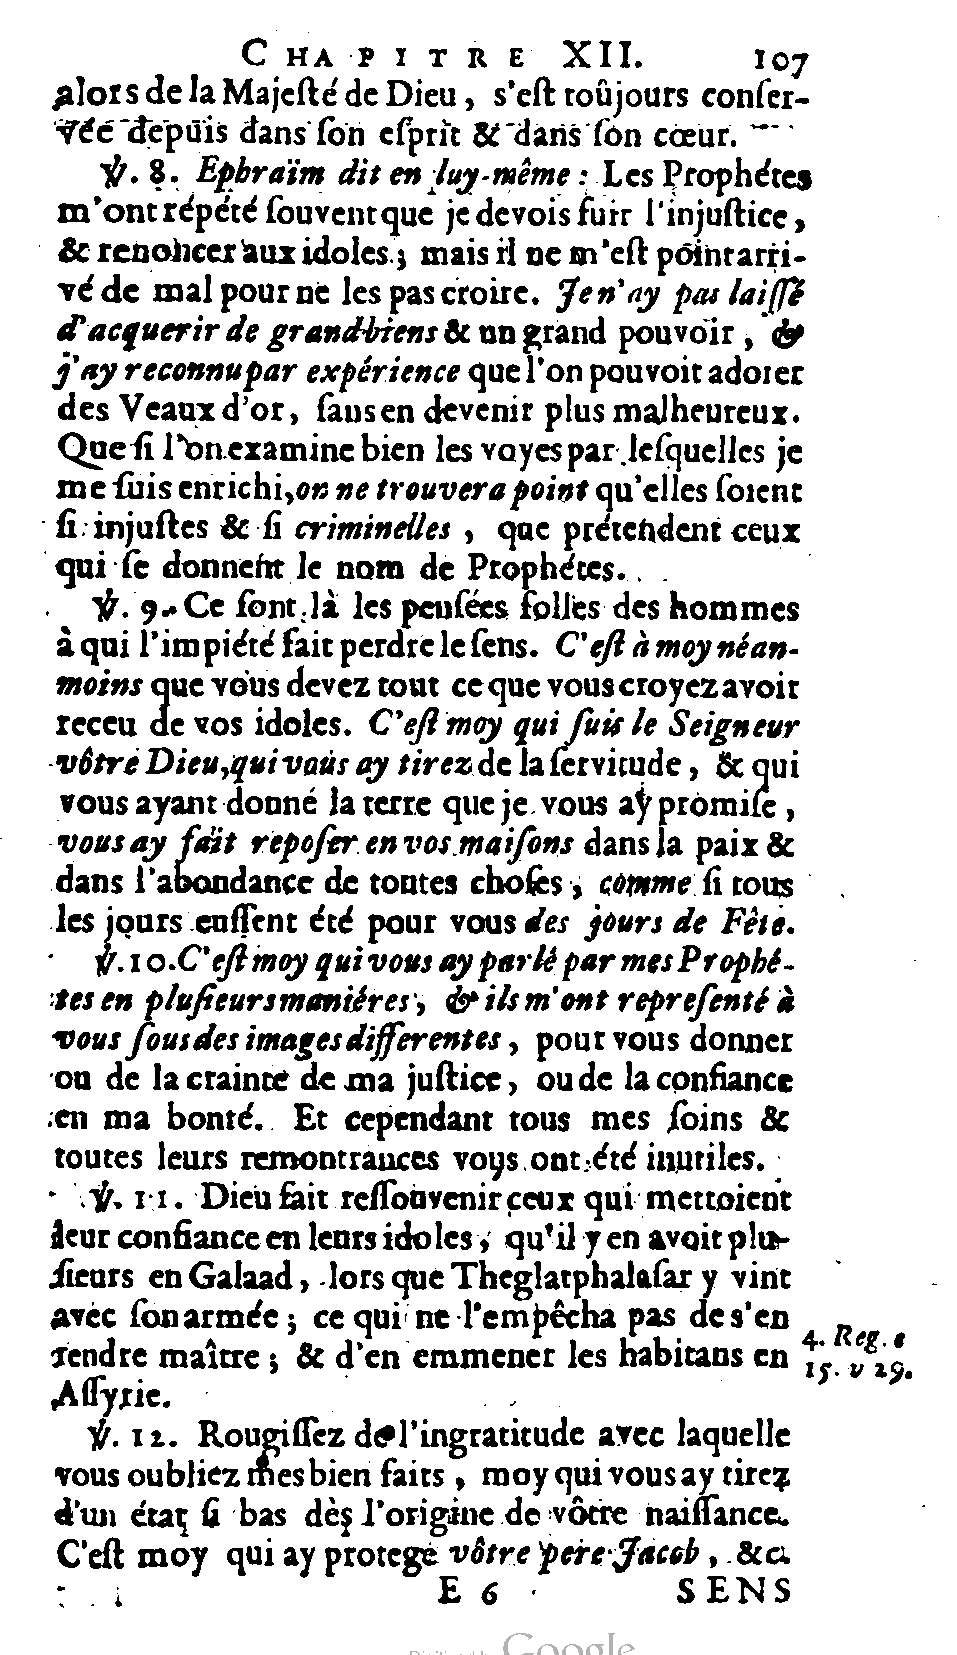 CHAPITRE XII. 107
alors de la Majeſté de Dieu, s'eſt toûjours conſer-
vée depuis dans ſon eſprit & dans ſon cœur.
℣. 8. Ephraïm dit en luy-même : Les Prophétes
m'ont répété ſouvent que je devois fuir l'injuſtice,
& renoncer aux idoles ; mais il ne m'eſt point arri-
vé de mal pour ne les pas croire. Je n'ay pas laiſſé
d'acquerir de grand biens & un grand pouvoir, &
j'ay reconnu par expérience que l'on pouvoit adorer
des Veaux d'or, ſans en devenir plus malheureux.
Que ſi l'on examine bien les voyes par leſquelles je
me ſuis enrichi, on ne trouvera point qu'elles ſoient
ſi injuſtes & ſi criminelles, que prétendent ceux
qui ſe donnent le nom de Prophétes.
℣. 9. Ce ſont là les penſées folles des hommes
à qui l'impiété fait perdre le ſens. C'eſt à moy néan-
moins que vous devez tout ce que vous croyez avoir
receu de vos idoles. C'eſt moy qui ſuis le Seigneur
vôtre Dieu, qui vous ay tirez de la ſervitude, & qui
vous ayant donné la terre que je vous ay promiſe,
vous ay fait repoſer en vos maiſons dans la paix &
dans l'abondance de toutes choſes, comme ſi tous
les jours euſſent été pour vous des jours de Fête.
℣. 10. C'eſt moy qui vous ay parlé par mes Prophé-
tes en pluſieurs maniéres, & ils m'ont repreſenté à
vous ſous des images differentes, pour vous donner
ou de la crainte de ma juſtice, ou de la confiance
en ma bonté. Et cependant tous mes ſoins &
toutes leurs remontrances vous ont été inutiles.
℣. 11. Dieu fait reſſouvenir ceux qui mettoient
leur confiance en leurs idoles, qu'il y en avoit plu-
ſieurs en Galaad, lors que Theglatphalaſar y vint
avec ſon armée ; ce qui ne l'empêcha pas de s'en
rendre maître ; & d'en emmener les habitans en
4. Reg.
15. v 29.
Aſſyrie.
℣. 12. Rougiſſez de l'ingratitude avec laquelle
vous oubliez mes bien faits, moy qui vous ay tirez
d'un état ſi bas dès l'origine de vôtre naiſſance.
C'eſt moy qui ay protegé vôtre pere Jacob, &c.
E 6 SENS
Google